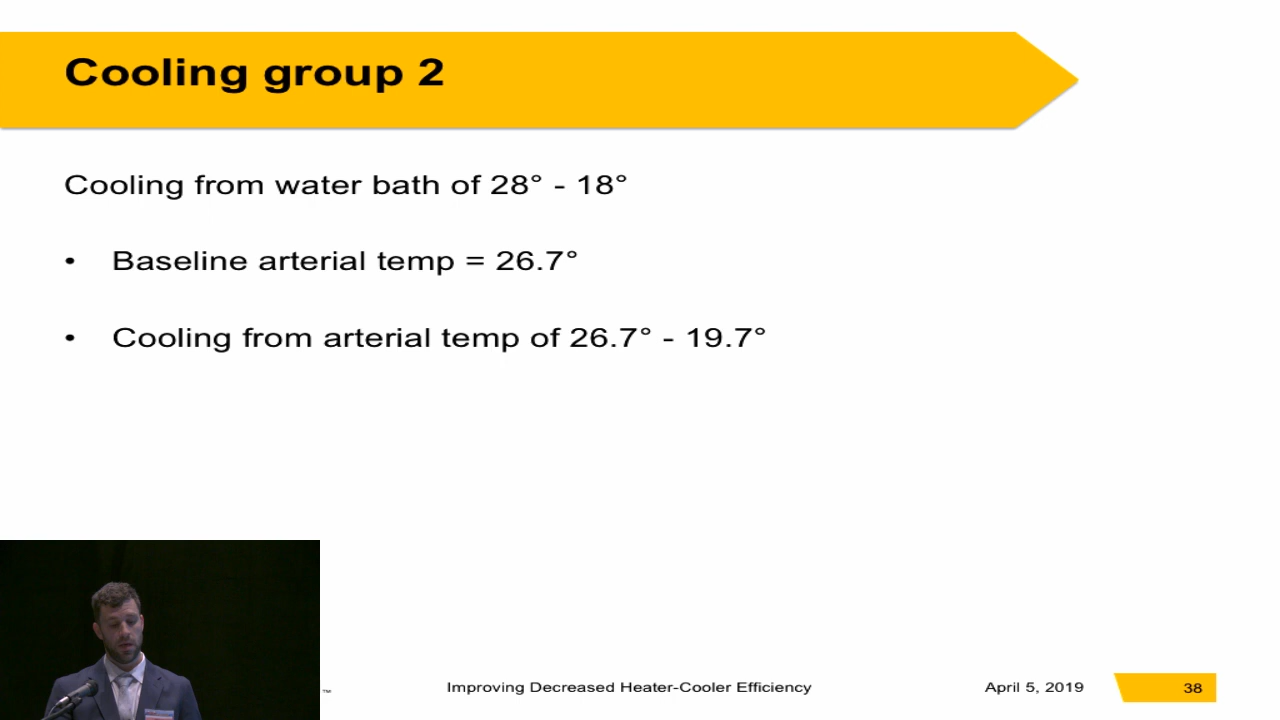 Cooling group 2
Cooling from water bath of 28° - 18°
• Baseline arterial temp = 26.7°
• Cooling from arterial temp of 26.7° - 19.7°
™
Improving Decreased Heater-Cooler Efficiency
April 5, 2019
38